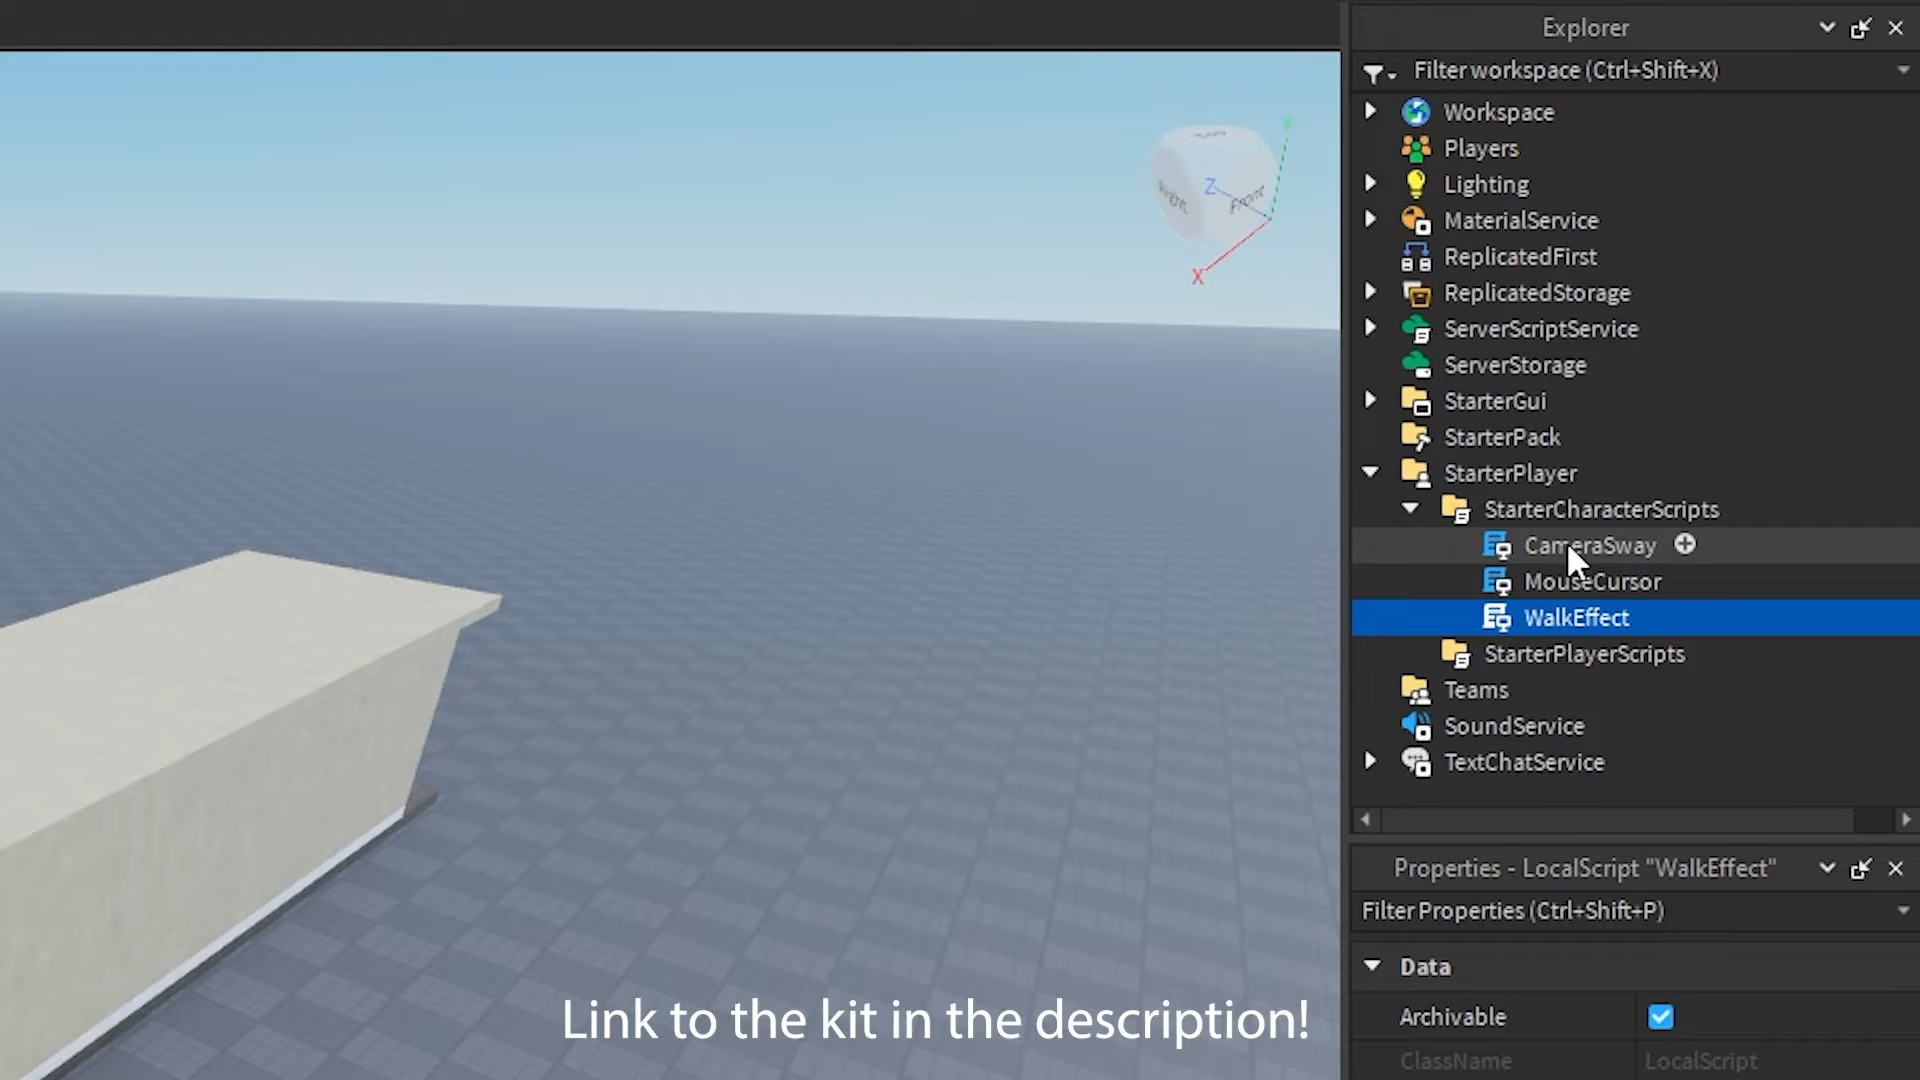 Explorer
Filter workspace (Ctrl+Shift+X)
Workspace
Players
Lighting
MaterialService
ReplicatedFirst
ReplicatedStorage
ServerScriptService
ServerStorage
StarterGui
StarterPack
StarterPlayer
StarterCharacterScripts
CameraSway
MouseCursor
WalkEffect
StarterPlayerScripts
Teams
SoundService
TextChatService
Properties - LocalScript "WalkEffect"
Filter Properties (Ctrl+Shift+P)
Data
Archivable
ClassName LocalScript
Z
Front
X
Link to the kit in the description!